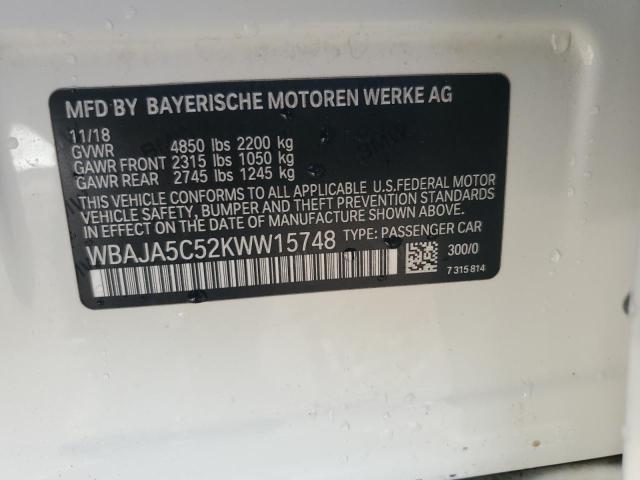 MFD BY BAYERISCHE MOTOREN WERKE AG
11/18
GVWR 4850 lbs 2200 kg
GAWR FRONT 2315 lbs 1050 kg
GAWR REAR 2745 lbs 1245 kg
THIS VEHICLE CONFORMS TO ALL APPLICABLE U.S.FEDERAL MOTOR
VEHICLE SAFETY, BUMPER AND THEFT PREVENTION STANDARDS
IN EFFECT ON THE DATE OF MANUFACTURE SHOWN ABOVE.
WBAJA5C52KWW15748 TYPE: PASSENGER CAR
300/0
7 315 814